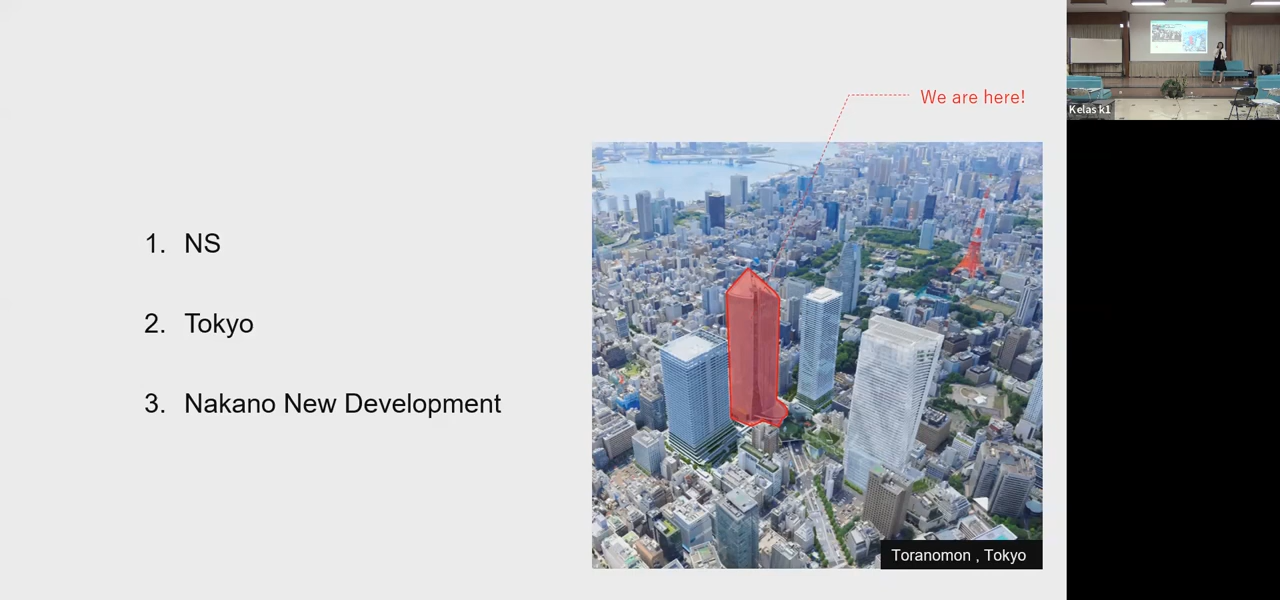 We are here!
1. NS
2. Tokyo
3. Nakano New Development
Toranomon , Tokyo
Kelas k1